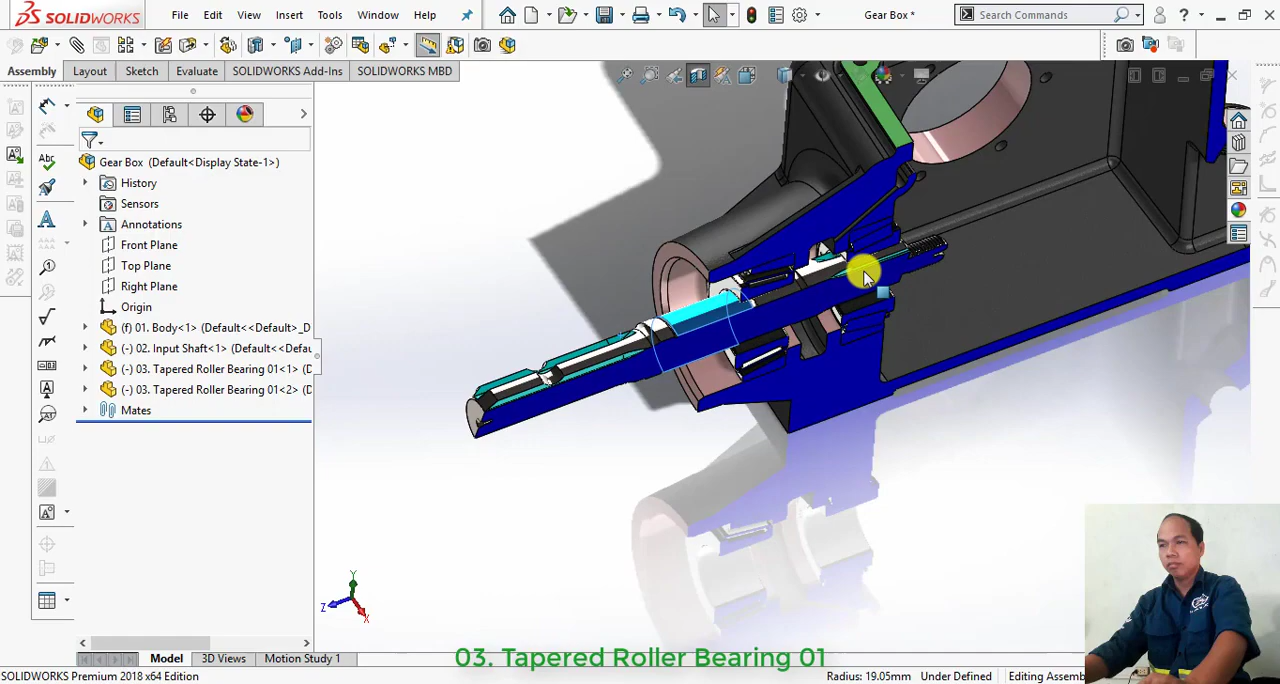 SOLIDWORKS
File
Edit
View
Insert
Tools
Window
Help
Gear Box *
Search Commands
Assembly
Layout
Sketch
Evaluate
SOLIDWORKS Add-Ins
SOLIDWORKS MBD
Gear Box (Default<Display State-1>)
History
Sensors
Annotations
Front Plane
Top Plane
Right Plane
Origin
(f) 01. Body<1> (Default<<Default>_D
(-) 02. Input Shaft<1> (Default<<Defau
(-) 03. Tapered Roller Bearing 01<1> (D
(-) 03. Tapered Roller Bearing 01<2> (D
Mates
Y
Z
X
Model
3D Views
Motion Study 1
03. Tapered Roller Bearing 01
SOLIDWORKS Premium 2018 x64 Edition
Radius: 19.05mm
Under Defined
Editing Assemb